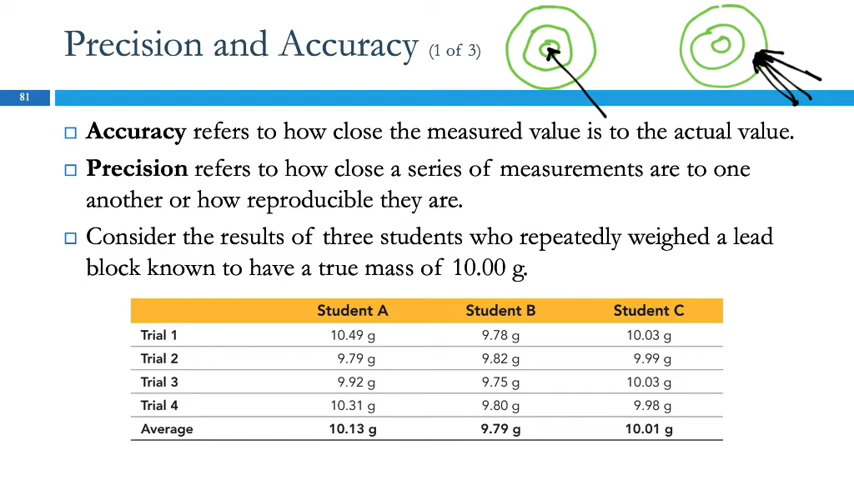 Precision and Accuracy (1 of 3)
81
Accuracy refers to how close the measured value is to the actual value.
Precision refers to how close a series of measurements are to one
another or how reproducible they are.
Consider the results of three students who repeatedly weighed a lead
block known to have a true mass of 10.00 g.
Student A Student B Student C
Trial 1 10.49 g 9.78 g 10.03 g
Trial 2 9.79 g 9.82 g 9.99 g
Trial 3 9.92 g 9.75 g 10.03 g
Trial 4 10.31 g 9.80 g 9.98 g
Average 10.13 g 9.79 g 10.01 g